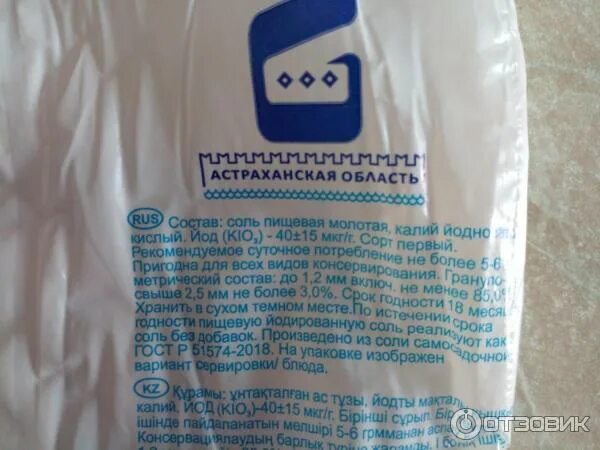 АСТРАХАНСКАЯ ОБЛАСТЬ
RUS Состав: соль пищевая молотая, калий йодно
кислый. Йод (KIO₃) - 40±15 мкг/г. Сорт первый.
Рекомендуемое суточное потребление не более 5-6
Пригодна для всех видов консервирования. Грануло-
метрический состав: до 1,2 мм включ. не менее 85,0%
свыше 2,5 мм не более 3,0%. Срок годности 18 меся
Хранить в сухом темном месте.По истечении срока
годности пищевую йодированную соль реализуют как
соль без добавок. Произведено из соли самосадочной
ГОСТ Р 51574-2018. На упаковке изображен
вариант сервировки/ блюда.
KZ Құрамы: ұнтақталған ас тұзы, йодты
калий. ЙОД (KIO₃)-40±15 мкг/г. Бірінші сұрып.
ішінде пайдаланатын мөлшері 5-6 грммнан
Консервациялаудың барлық түріне жарайды.
ОТЗОВИК